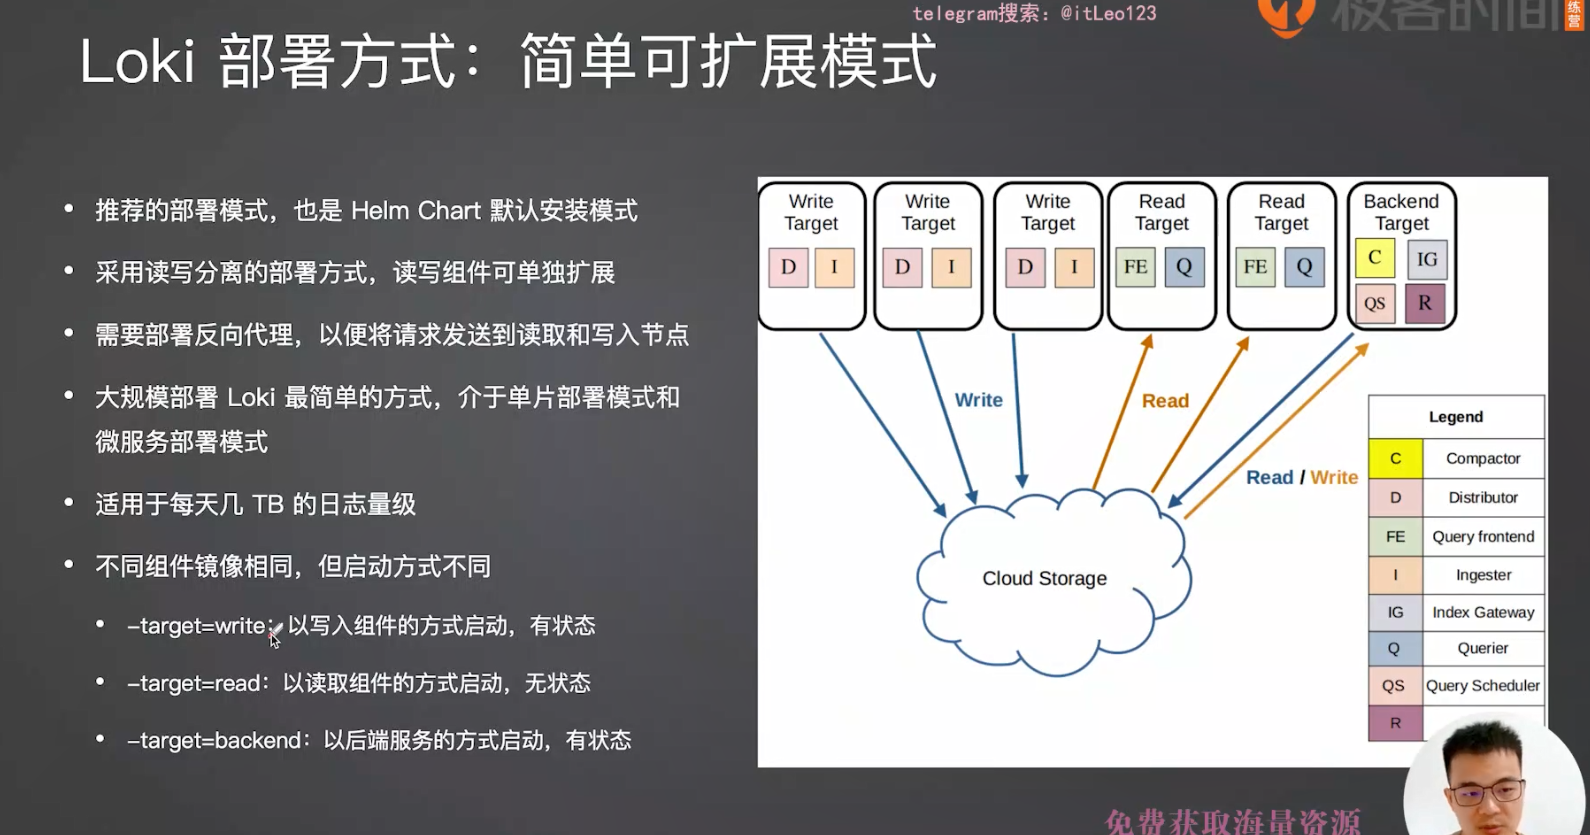 telegram搜索：@itLeo123
极客时间
练
营
Loki 部署方式：简单可扩展模式
• 推荐的部署模式，也是 Helm Chart 默认安装模式
• 采用读写分离的部署方式，读写组件可单独扩展
• 需要部署反向代理，以便将请求发送到读取和写入节点
• 大规模部署 Loki 最简单的方式，介于单片部署模式和
微服务部署模式
• 适用于每天几 TB 的日志量级
• 不同组件镜像相同，但启动方式不同
• –target=write：以写入组件的方式启动，有状态
• –target=read：以读取组件的方式启动，无状态
• –target=backend：以后端服务的方式启动，有状态
Write
Target
D I
Write
Target
D I
Write
Target
D I
Read
Target
FE Q
Read
Target
FE Q
Backend
Target
C IG
QS R
Write
Read
Read / Write
Cloud Storage
Legend
C Compactor
D Distributor
FE Query frontend
I Ingester
IG Index Gateway
Q Querier
QS Query Scheduler
R
免费获取海量资源